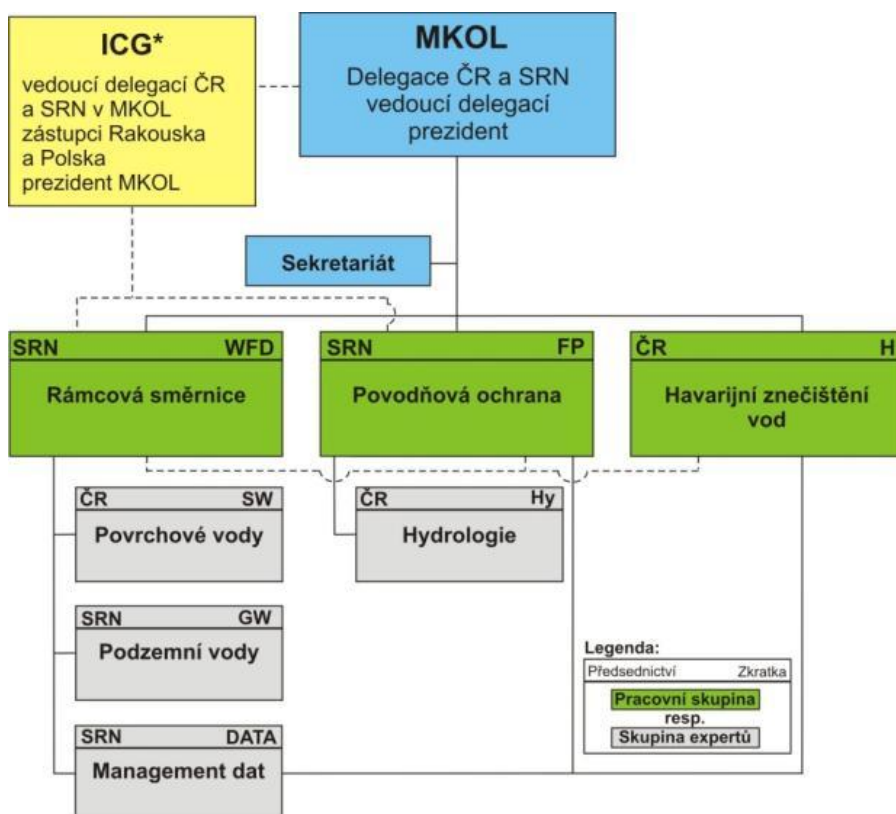 ICG*
vedoucí delegací ČR
a SRN v MKOL
zástupci Rakouska
a Polska
prezident MKOL
MKOL
Delegace ČR a SRN
vedoucí delegací
prezident
Sekretariát
SRN WFD
Rámcová směrnice
SRN FP
Povodňová ochrana
ČR H
Havarijní znečištění
vod
ČR SW
Povrchové vody
ČR Hy
Hydrologie
SRN GW
Podzemní vody
SRN DATA
Management dat
Legenda:
Předsednictví Zkratka
Pracovní skupina
resp.
Skupina expertů